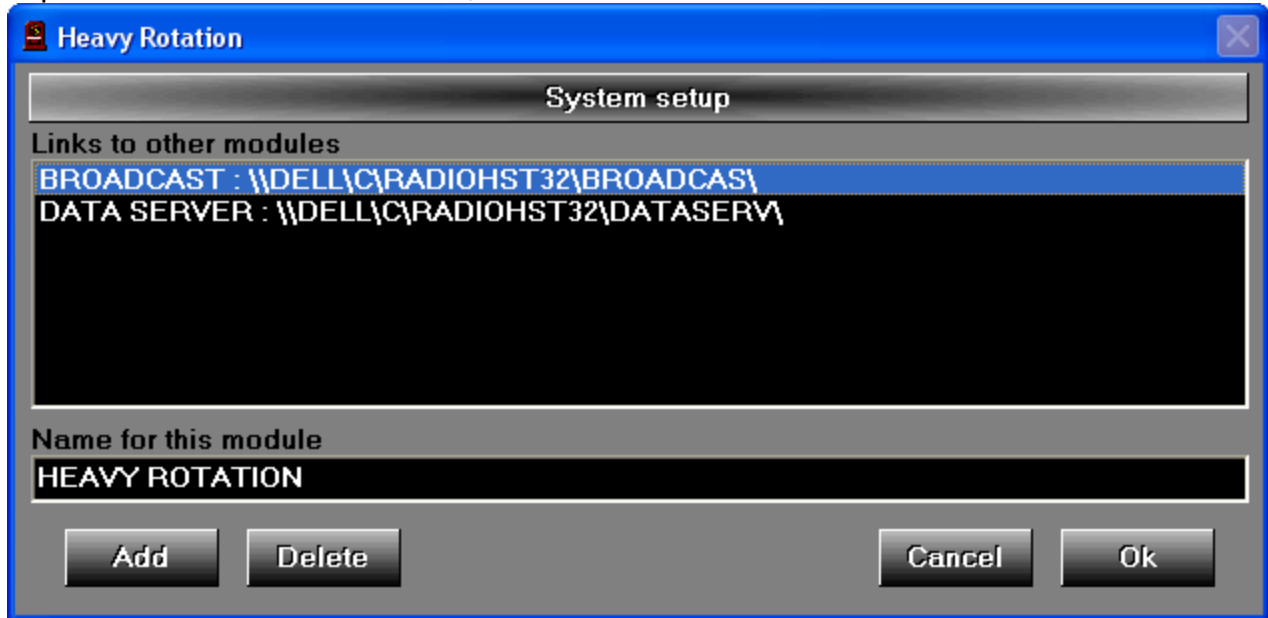 Heavy Rotation
System setup
Links to other modules
BROADCAST : \\DELL\C\RADIOHST32\BROADCAS\
DATA SERVER : \\DELL\C\RADIOHST32\DATASERV\
Name for this module
HEAVY ROTATION
Add Delete Cancel Ok